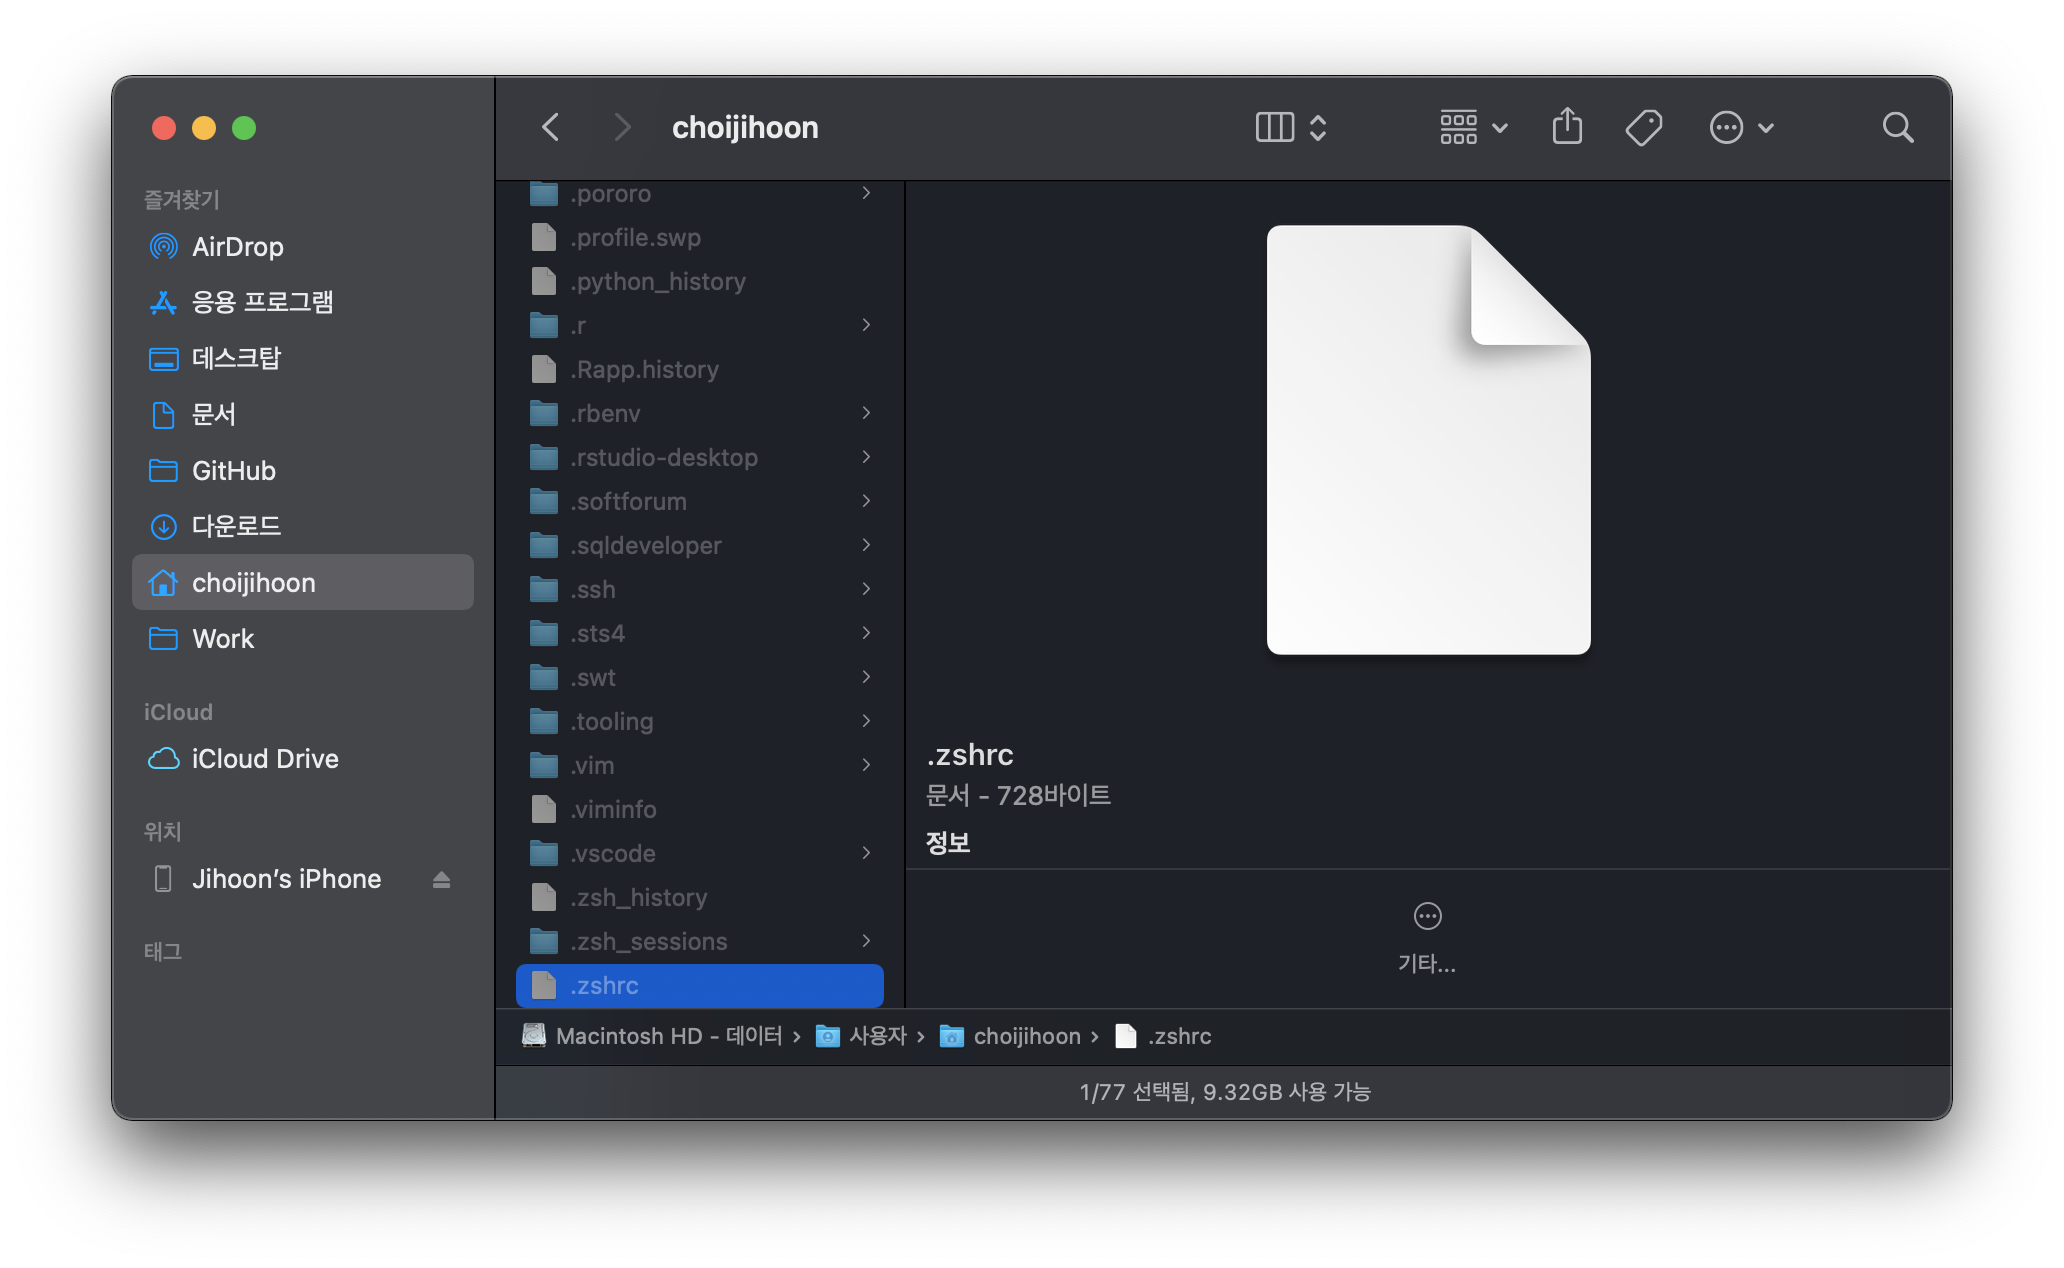 choijihoon
즐겨찾기
AirDrop
응용 프로그램
데스크탑
문서
GitHub
다운로드
choijihoon
Work
iCloud
iCloud Drive
위치
Jihoon’s iPhone
태그
.pororo
.profile.swp
.python_history
.r
.Rapp.history
.rbenv
.rstudio-desktop
.softforum
.sqldeveloper
.ssh
.sts4
.swt
.tooling
.vim
.viminfo
.vscode
.zsh_history
.zsh_sessions
.zshrc
.zshrc
문서 - 728바이트
정보
기타...
Macintosh HD - 데이터 › 사용자 › choijihoon › .zshrc
1/77 선택됨, 9.32GB 사용 가능